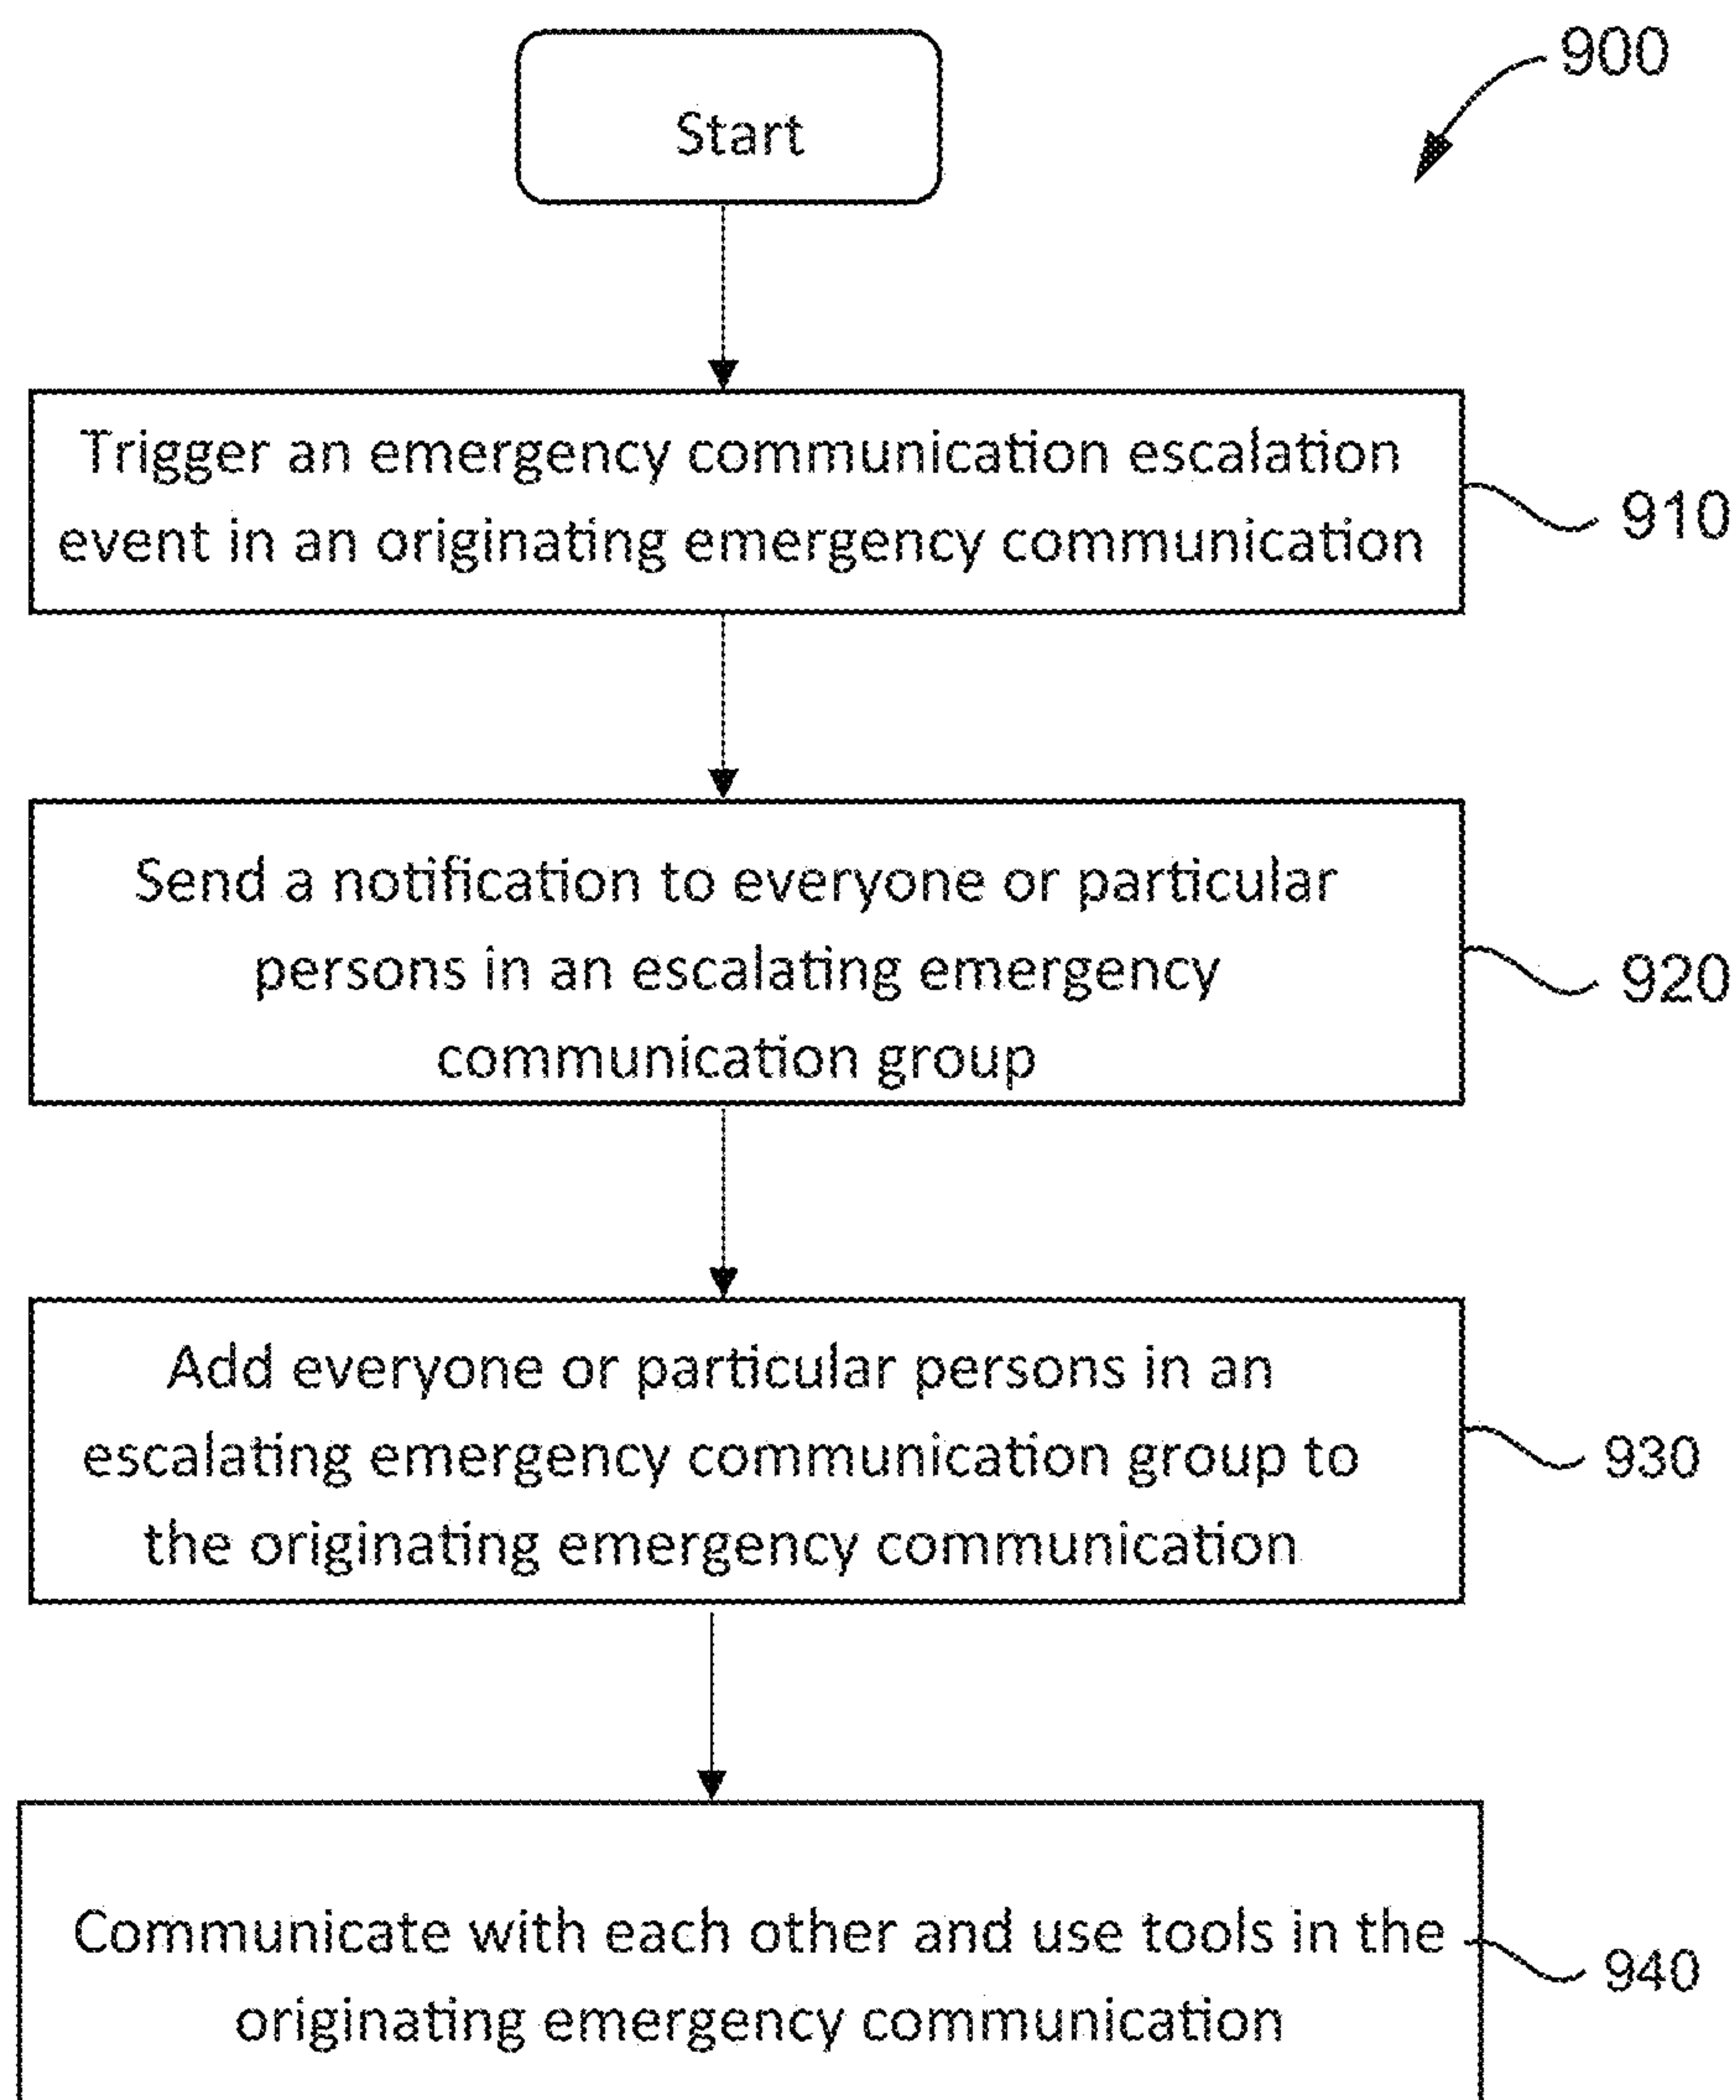 900
Start
Trigger an emergency communication escalation
event in an originating emergency communication
910
Send a notification to everyone or particular
persons in an escalating emergency
communication group
920
Add everyone or particular persons in an
escalating emergency communication group to
the originating emergency communication
930
Communicate with each other and use tools in the
originating emergency communication
940